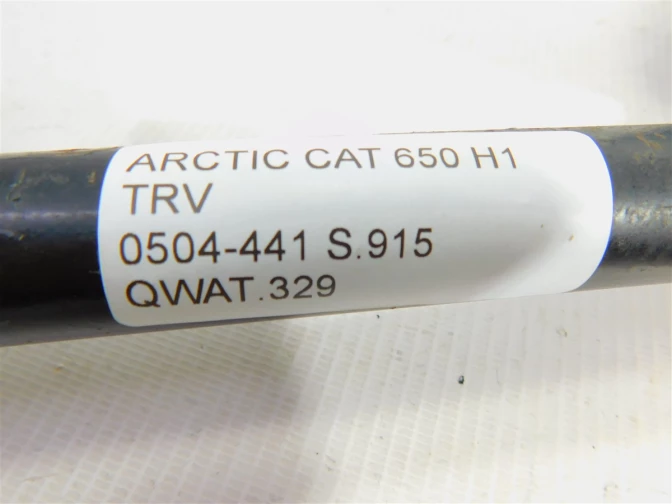 ARCTIC CAT 650 H1
TRV
0504-441 S.915
QWAT.329